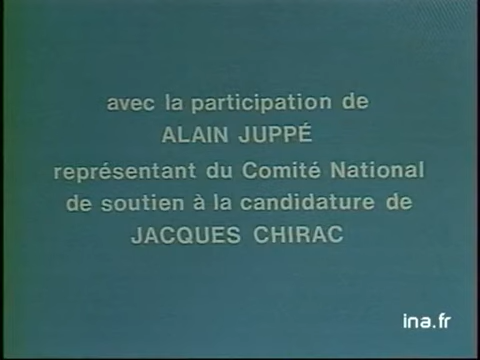 avec la participation de
ALAIN JUPPÉ
représentant du Comité National
de soutien à la candidature de
JACQUES CHIRAC
ina.fr